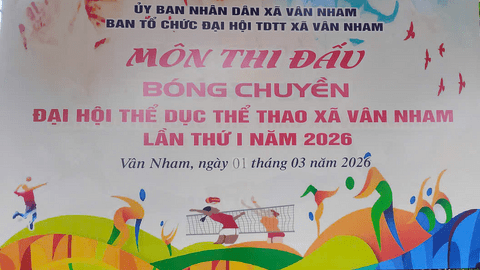 ỦY BAN NHÂN DÂN XÃ VÂN NHAM
BAN TỔ CHỨC ĐẠI HỘI TDTT XÃ VÂN NHAM
MÔN THI ĐẤU
BÓNG CHUYỀN
ĐẠI HỘI THỂ DỤC THỂ THAO XÃ VÂN NHAM
LẦN THỨ I NĂM 2026
Vân Nham, ngày 01 tháng 03 năm 2026